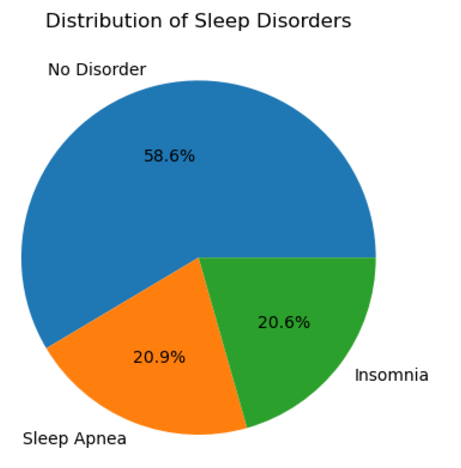 Distribution of Sleep Disorders
No Disorder
58.6%
20.6%
20.9%
Insomnia
Sleep Apnea